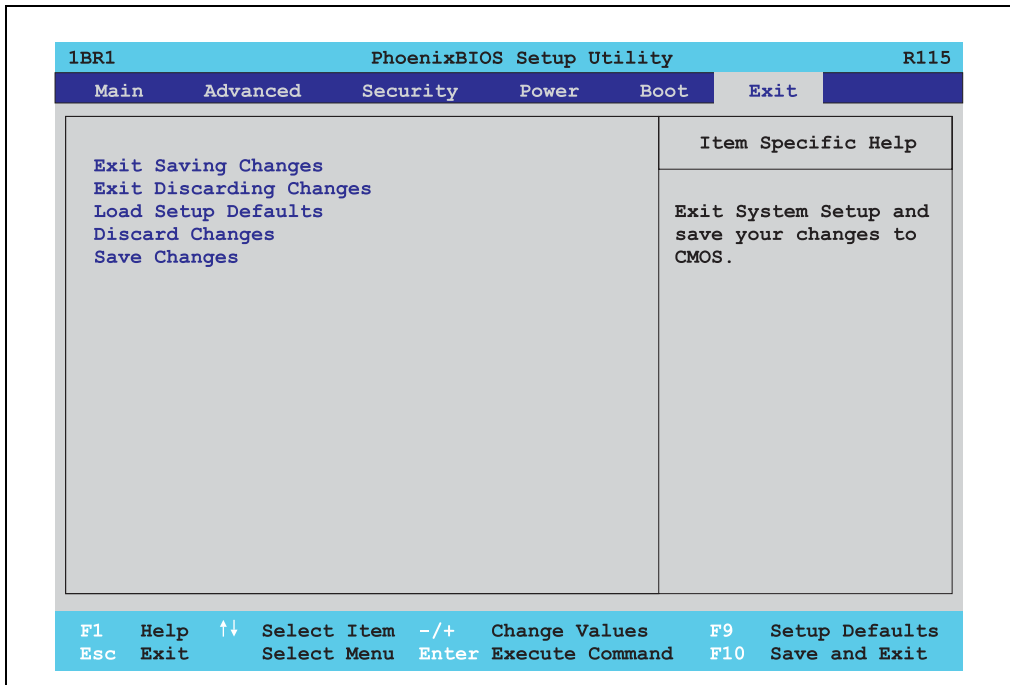 1BR1 PhoenixBIOS Setup Utility R115
Main Advanced Security Power Boot Exit
Item Specific Help
Exit Saving Changes
Exit Discarding Changes
Load Setup Defaults
Discard Changes
Save Changes
Exit System Setup and
save your changes to
CMOS.
F1 Help ↑↓ Select Item -/+ Change Values F9 Setup Defaults
Esc Exit Select Menu Enter Execute Command F10 Save and Exit